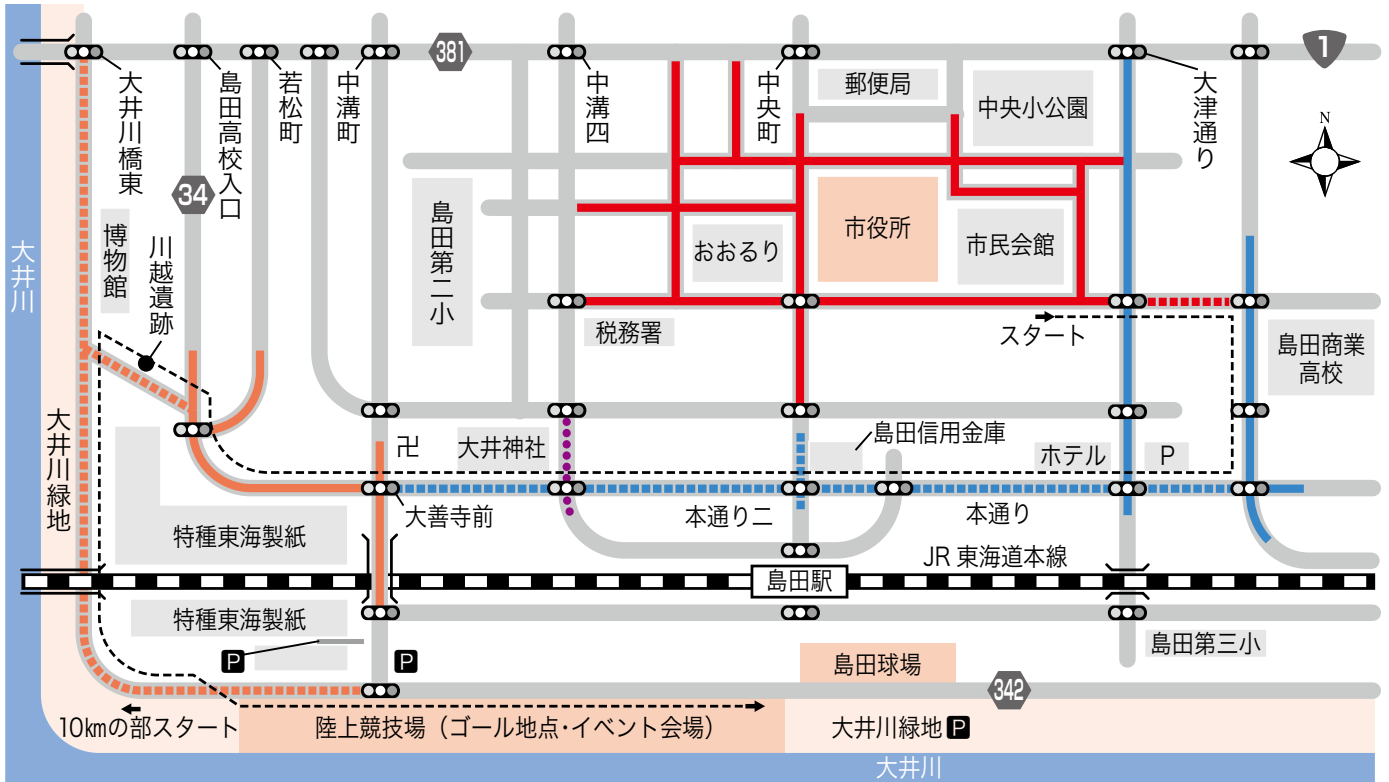 381
1
大井川橋東
島田高校入口
若松町
中溝町
中溝四
中央町
郵便局
中央小公園
大津通り
N
34
博物館
川越遺跡
島田第二小
おおるり
市役所
市民会館
大井川
税務署
スタート
島田商業
高校
大井川緑地
卍
大井神社
島田信用金庫
ホテル
P
大善寺前
本通り二
本通り
特種東海製紙
JR 東海道本線
島田駅
特種東海製紙
P
P
島田球場
島田第三小
342
10kmの部スタート
陸上競技場（ゴール地点・イベント会場）
大井川緑地 P
大井川